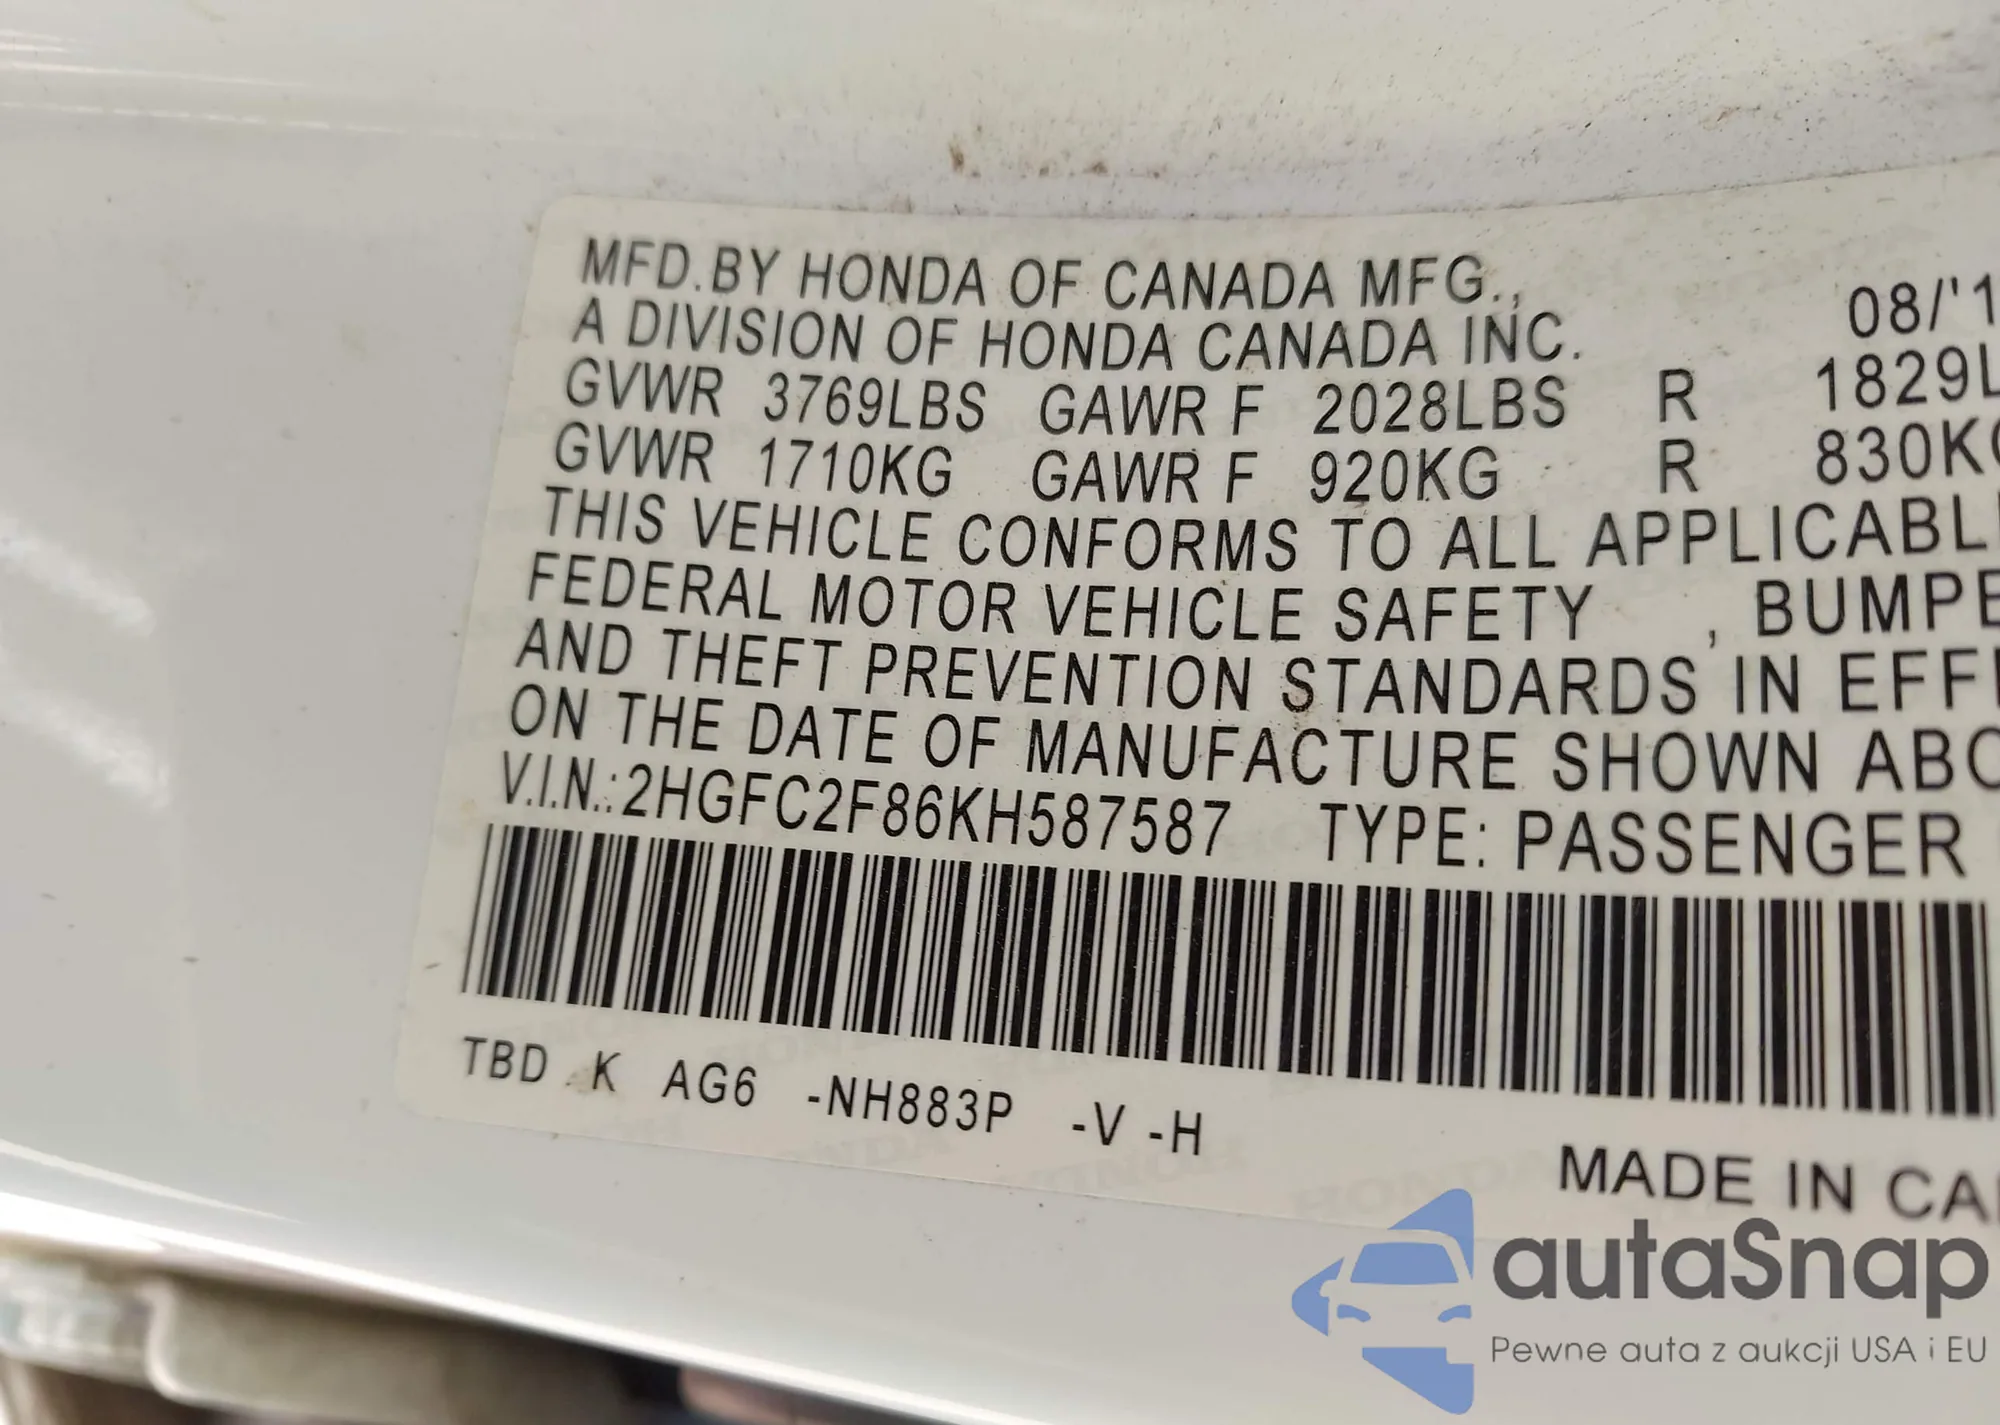 MFD.BY HONDA OF CANADA MFG.,
A DIVISION OF HONDA CANADA INC. 08/'1
GVWR 3769LBS GAWR F 2028LBS R 1829L
GVWR 1710KG GAWR F 920KG R 830KG
THIS VEHICLE CONFORMS TO ALL APPLICABL
FEDERAL MOTOR VEHICLE SAFETY , BUMPE
AND THEFT PREVENTION STANDARDS IN EFF
ON THE DATE OF MANUFACTURE SHOWN ABO
V.I.N.:2HGFC2F86KH587587 TYPE: PASSENGER
TBD K AG6 -NH883P -V -H
MADE IN CA
autaSnap
Pewne auta z aukcji USA i EU